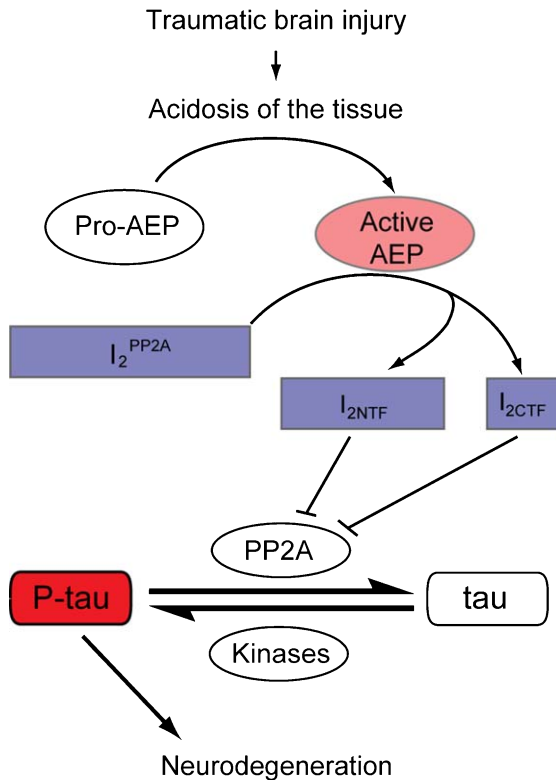 Traumatic brain injury
Acidosis of the tissue
Pro-AEP
Active
AEP
I₂ᴾᴾ²ᴬ
I₂NTF
I₂CTF
PP2A
P-tau
tau
Kinases
Neurodegeneration